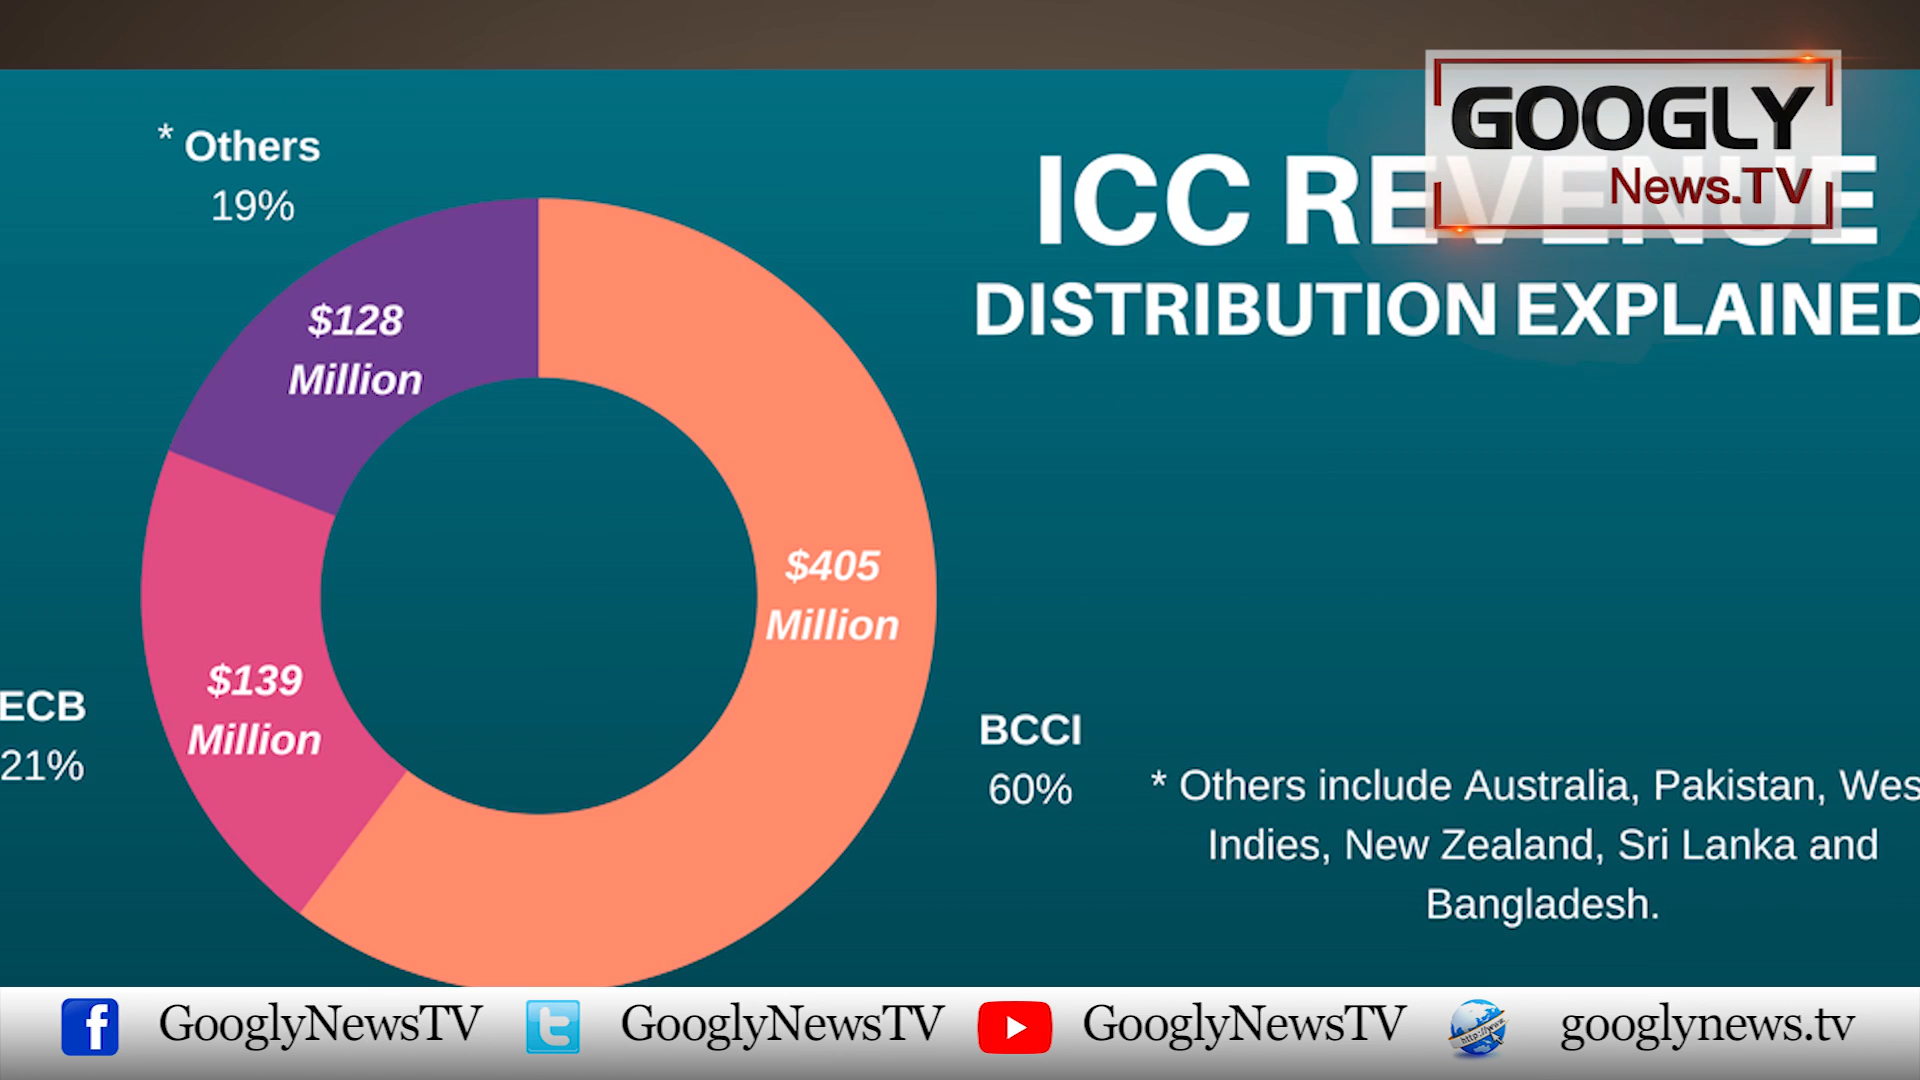 * Others
19%
$128
Million
$405
Million
$139
Million
ECB
21%
BCCI
60%
GOOGLY
News.TV
ICC REVENUE
DISTRIBUTION EXPLAINED
* Others include Australia, Pakistan, Wes
Indies, New Zealand, Sri Lanka and
Bangladesh.
GooglyNewsTV
GooglyNewsTV
GooglyNewsTV
googlynews.tv